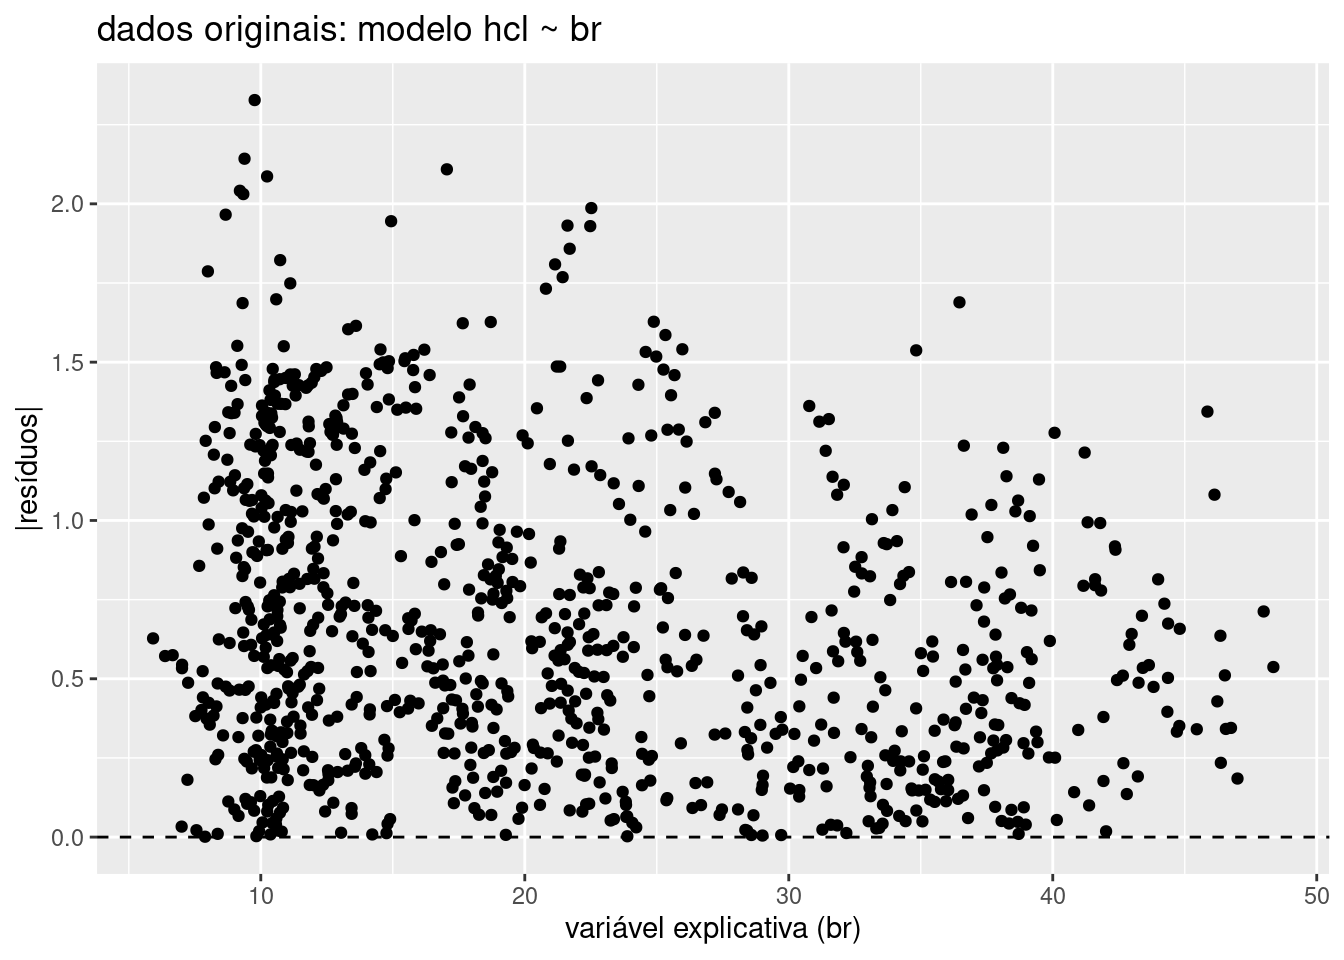 dados originais: modelo hcl ~ br
|resíduos|
2.0
1.5
1.0
0.5
0.0
10 20 30 40 50
variável explicativa (br)